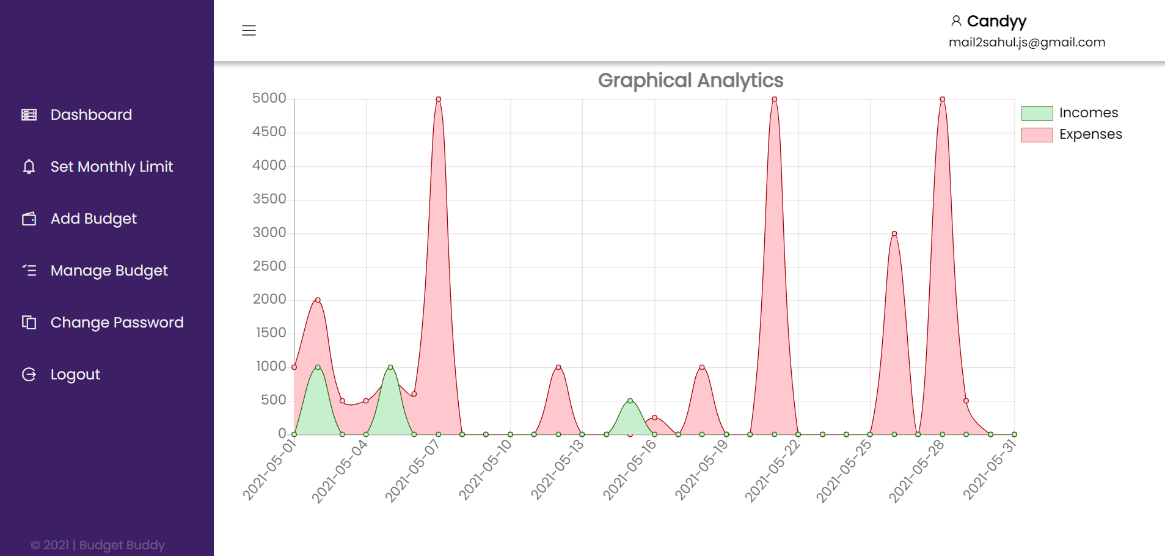 Candyy
mail2sahul.js@gmail.com
Dashboard
Set Monthly Limit
Add Budget
Manage Budget
Change Password
Logout
© 2021 | Budget Buddy
Graphical Analytics
Incomes
Expenses
5000
4500
4000
3500
3000
2500
2000
1500
1000
500
0
2021-05-01
2021-05-04
2021-05-07
2021-05-10
2021-05-13
2021-05-16
2021-05-19
2021-05-22
2021-05-25
2021-05-28
2021-05-31